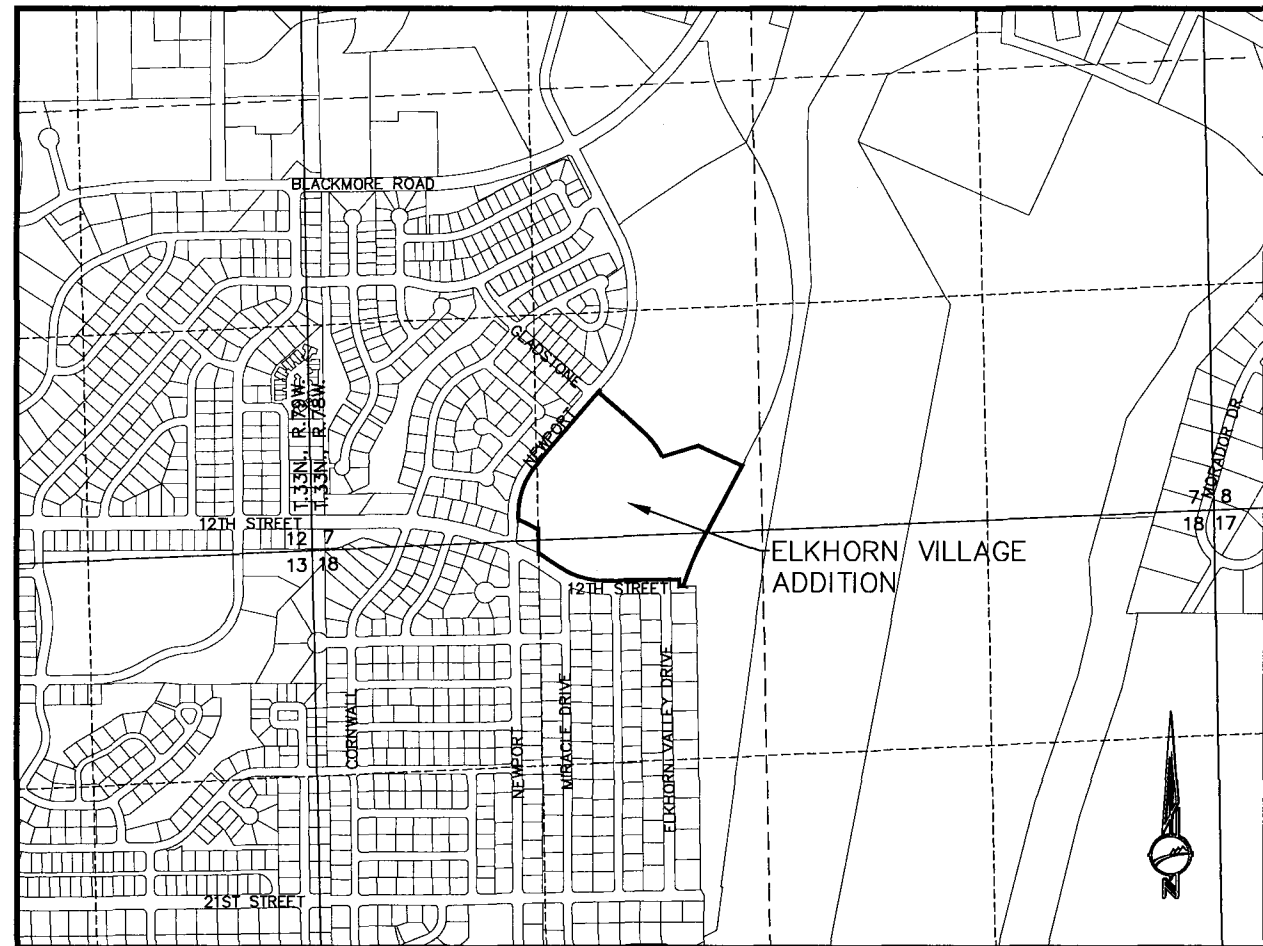 BLACKMORE ROAD
GLADSTONE
NEWPORT
T.33N., R.79W.
T.33N., R.78W.
MORADOR DR
12TH STREET
12 7
13 18
7 8
18 17
ELKHORN VILLAGE
ADDITION
12TH STREET
CORNWALL
NEWPORT
MIRACLE DRIVE
ELKHORN VALLEY DRIVE
21ST STREET
N